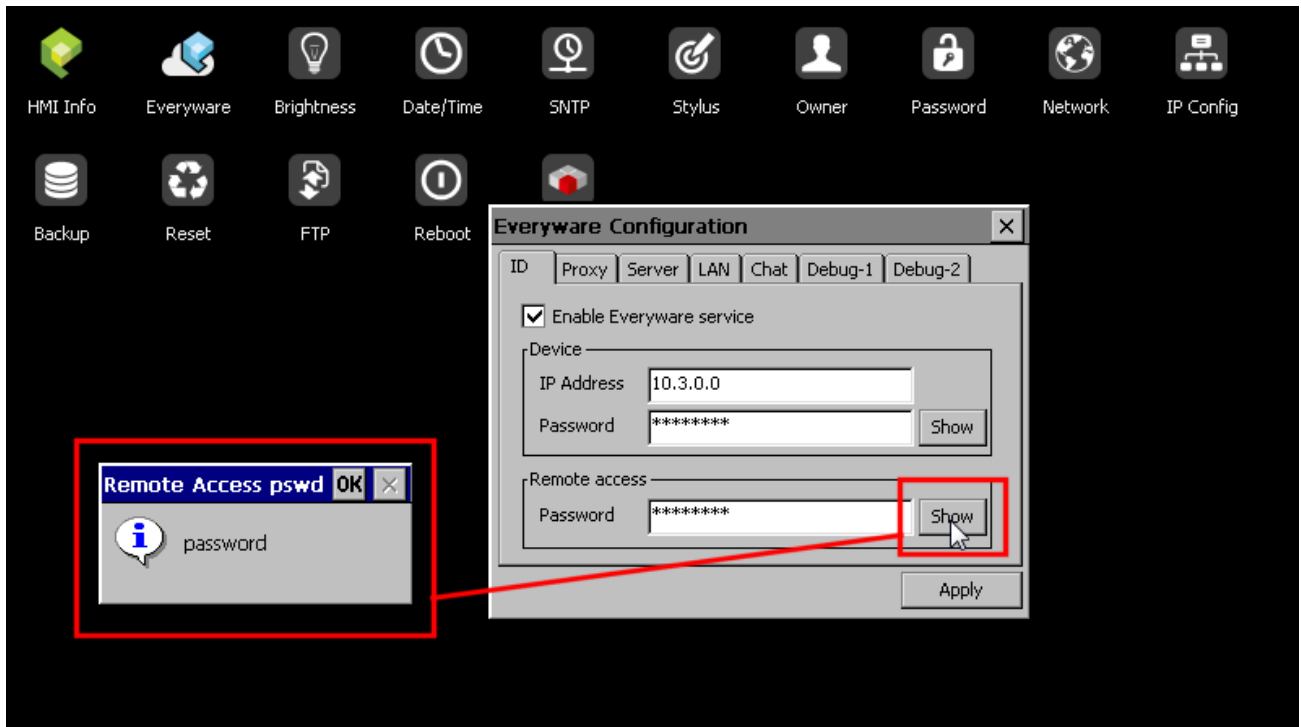 HMI Info Everyware Brightness Date/Time SNTP Stylus Owner Password Network IP Config
Backup Reset FTP Reboot
Everyware Configuration
ID Proxy Server LAN Chat Debug-1 Debug-2
Enable Everyware service
Device
IP Address 10.3.0.0
Password ******** Show
Remote access
Password ******** Show
Apply
Remote Access pswd OK
password